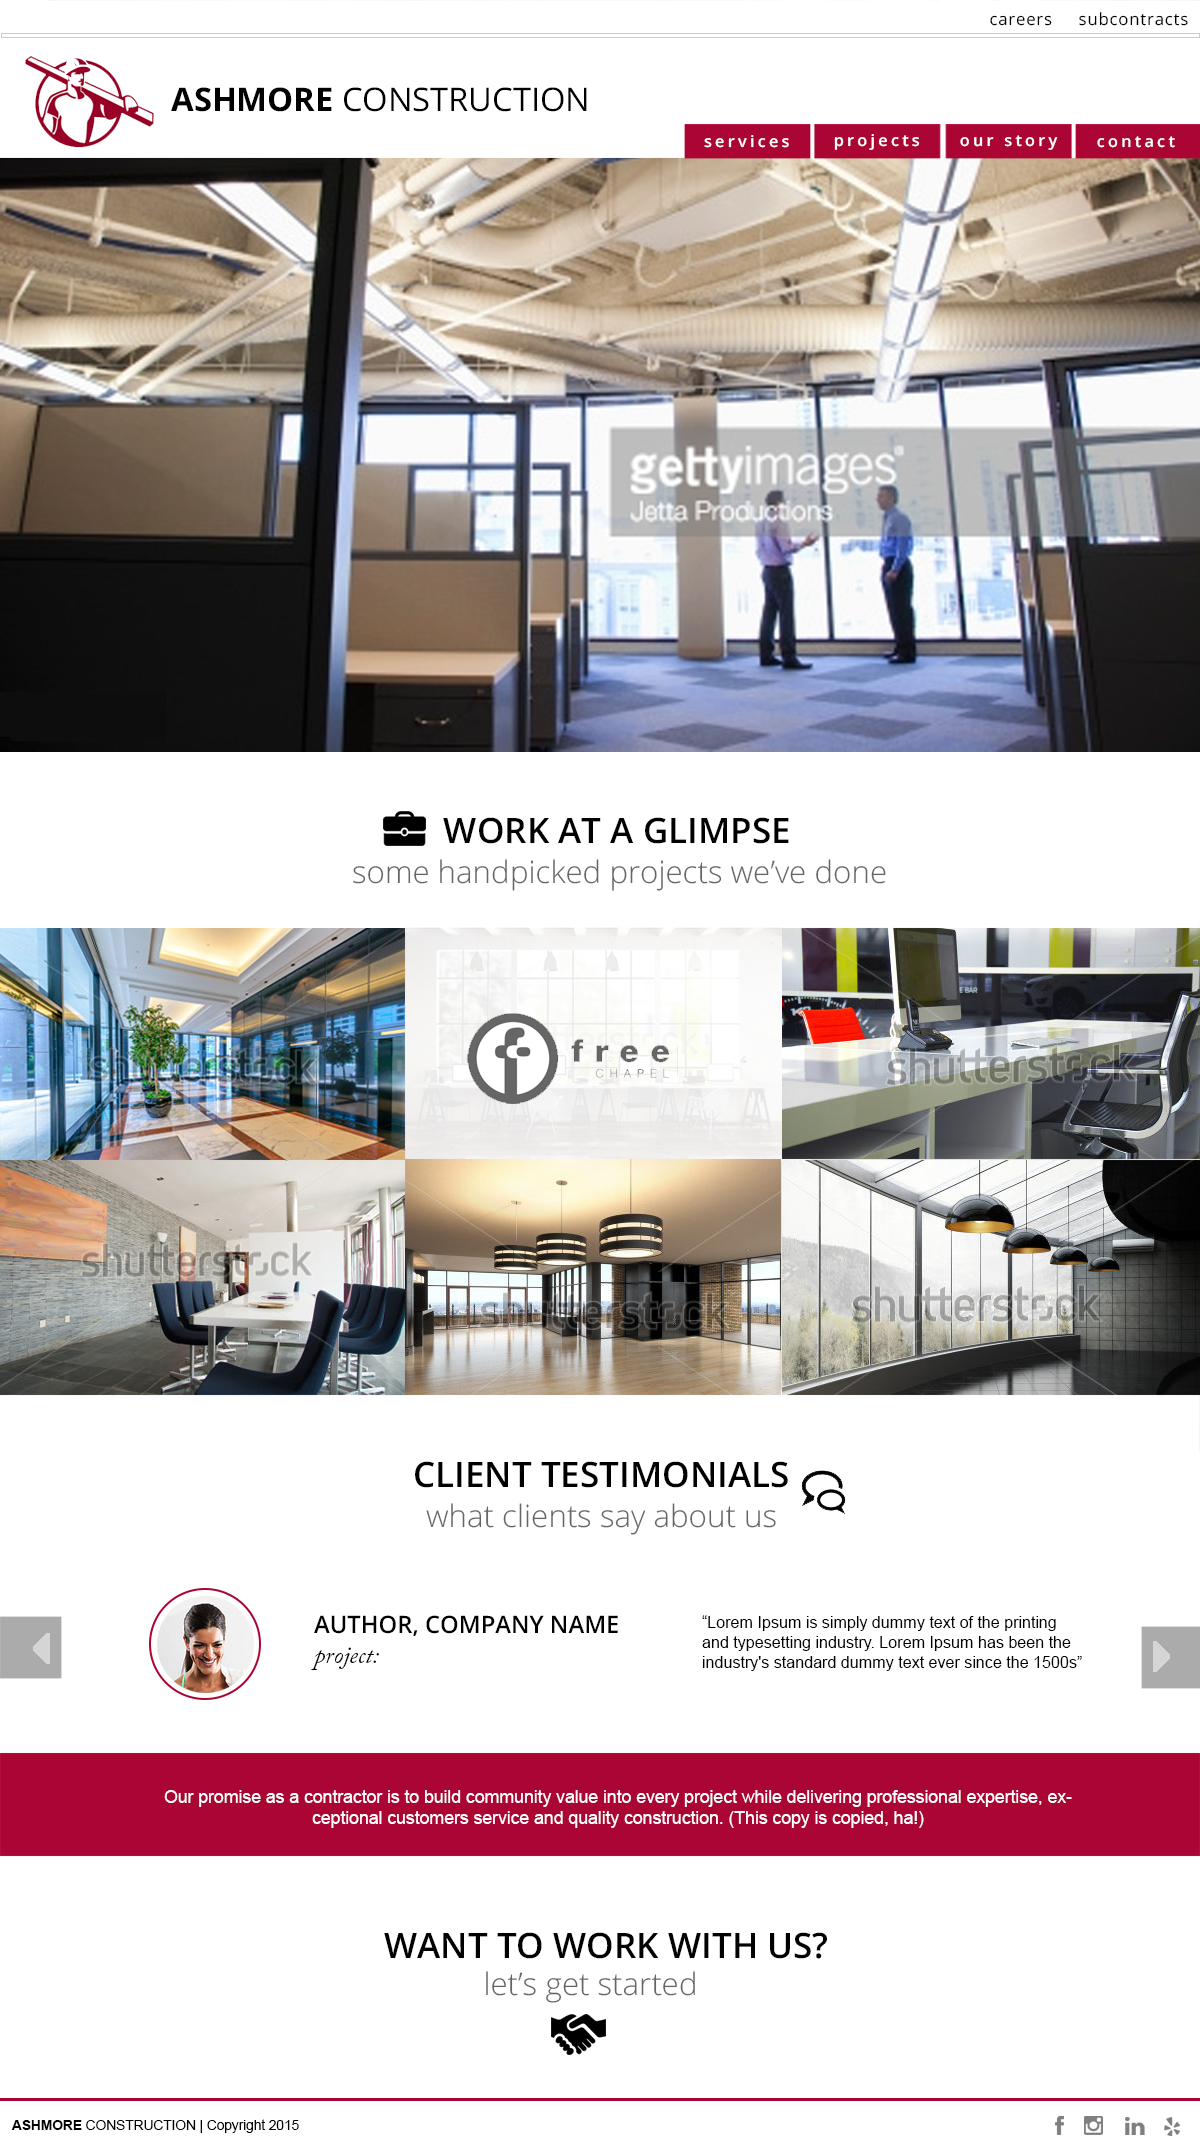 careers subcontracts
ASHMORE CONSTRUCTION
services projects our story contact
gettyimages®
Jetta Productions
WORK AT A GLIMPSE
some handpicked projects we've done
free
CHAPEL
E BAR
shutterstock
shutterstock
shutterstock
shutterstock
shutterstock
CLIENT TESTIMONIALS
what clients say about us
AUTHOR, COMPANY NAME
project:
“Lorem Ipsum is simply dummy text of the printing
and typesetting industry. Lorem Ipsum has been the
industry's standard dummy text ever since the 1500s”
Our promise as a contractor is to build community value into every project while delivering professional expertise, ex-
ceptional customers service and quality construction. (This copy is copied, ha!)
WANT TO WORK WITH US?
let’s get started
ASHMORE CONSTRUCTION | Copyright 2015